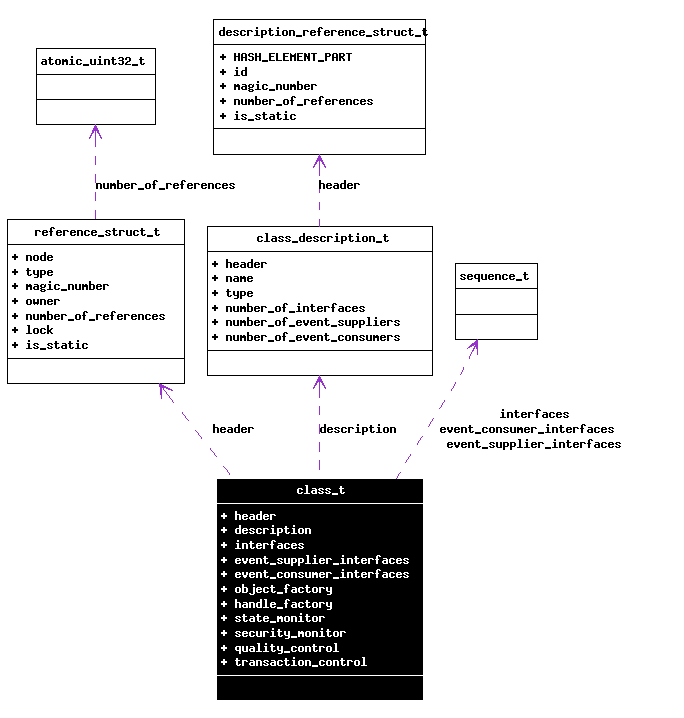 description_reference_struct_t
+ HASH_ELEMENT_PART
+ id
+ magic_number
+ number_of_references
+ is_static
atomic_uint32_t
number_of_references
header
reference_struct_t
+ node
+ type
+ magic_number
+ owner
+ number_of_references
+ lock
+ is_static
class_description_t
+ header
+ name
+ type
+ number_of_interfaces
+ number_of_event_suppliers
+ number_of_event_consumers
sequence_t
header
description
interfaces
event_consumer_interfaces
event_supplier_interfaces
class_t
+ header
+ description
+ interfaces
+ event_supplier_interfaces
+ event_consumer_interfaces
+ object_factory
+ handle_factory
+ state_monitor
+ security_monitor
+ quality_control
+ transaction_control